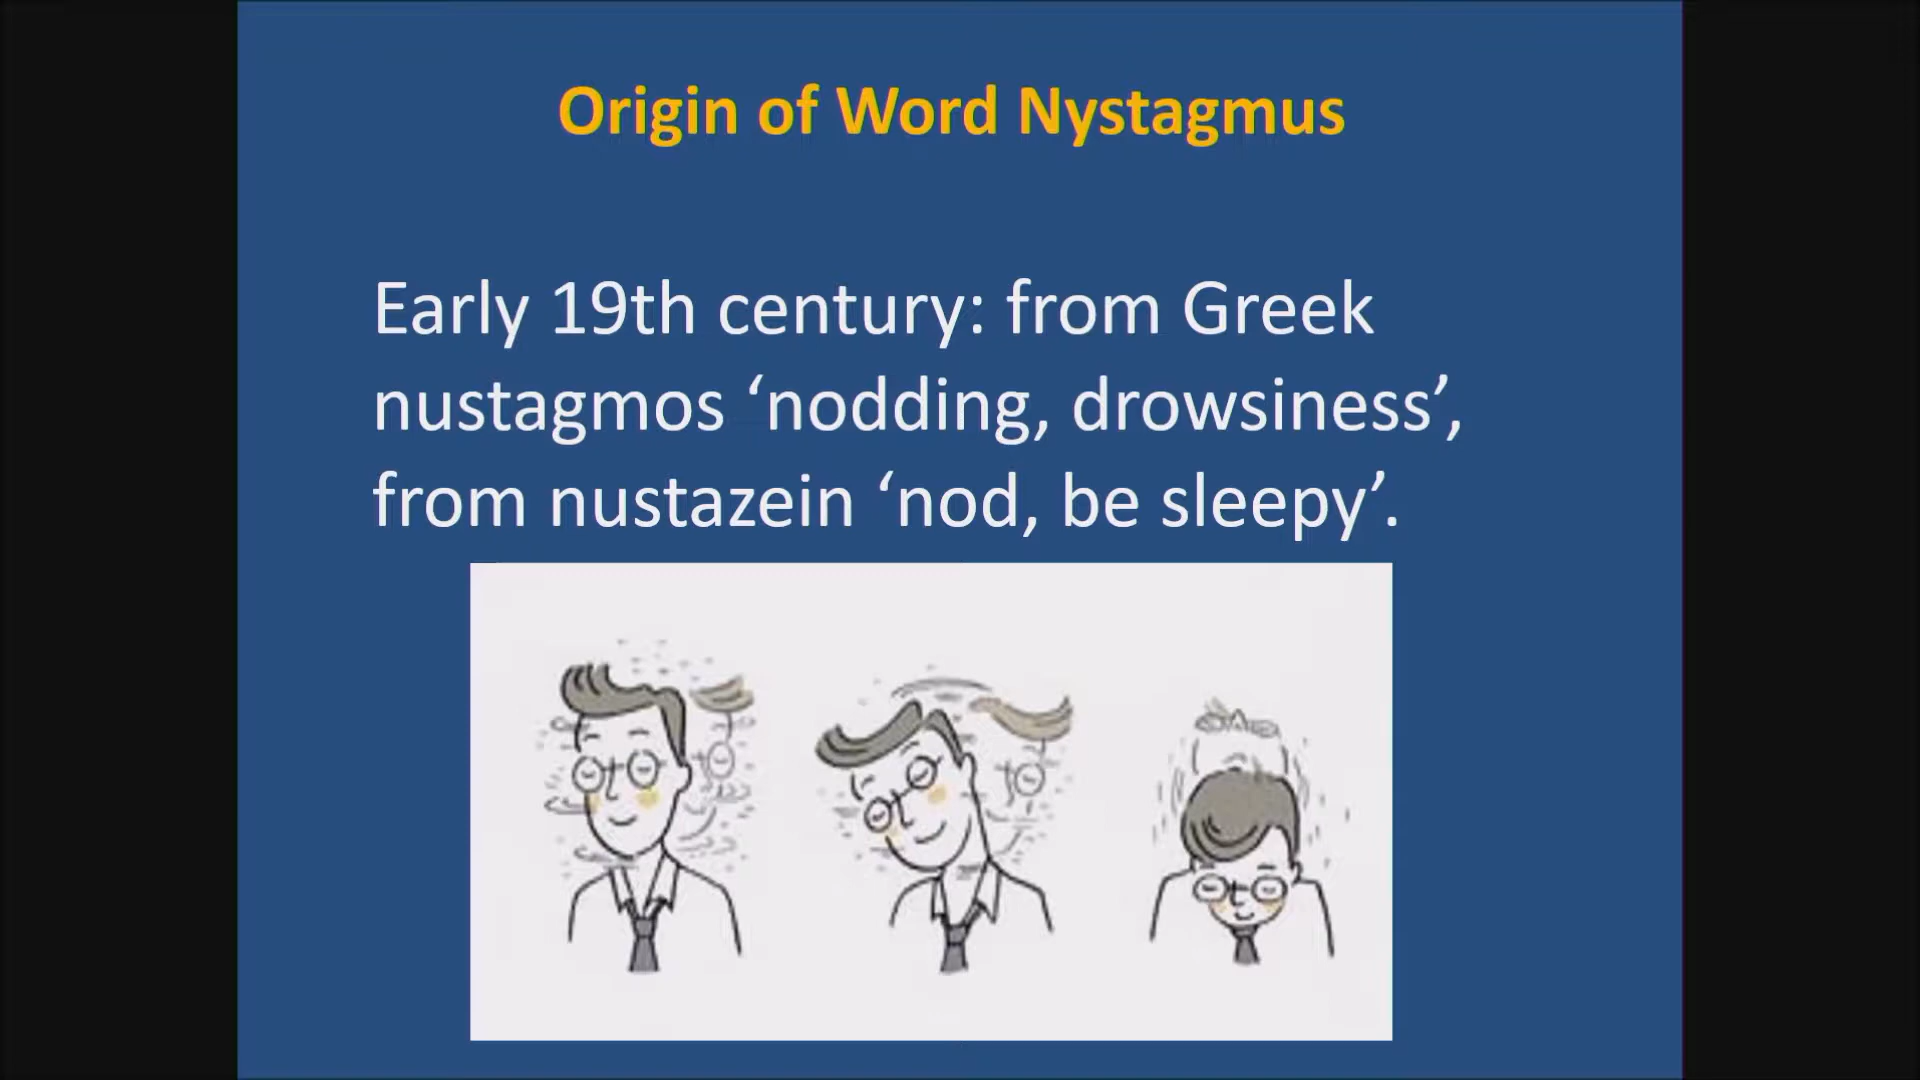 Origin of Word Nystagmus
Early 19th century: from Greek
nustagmos ‘nodding, drowsiness’,
from nustazein ‘nod, be sleepy’.